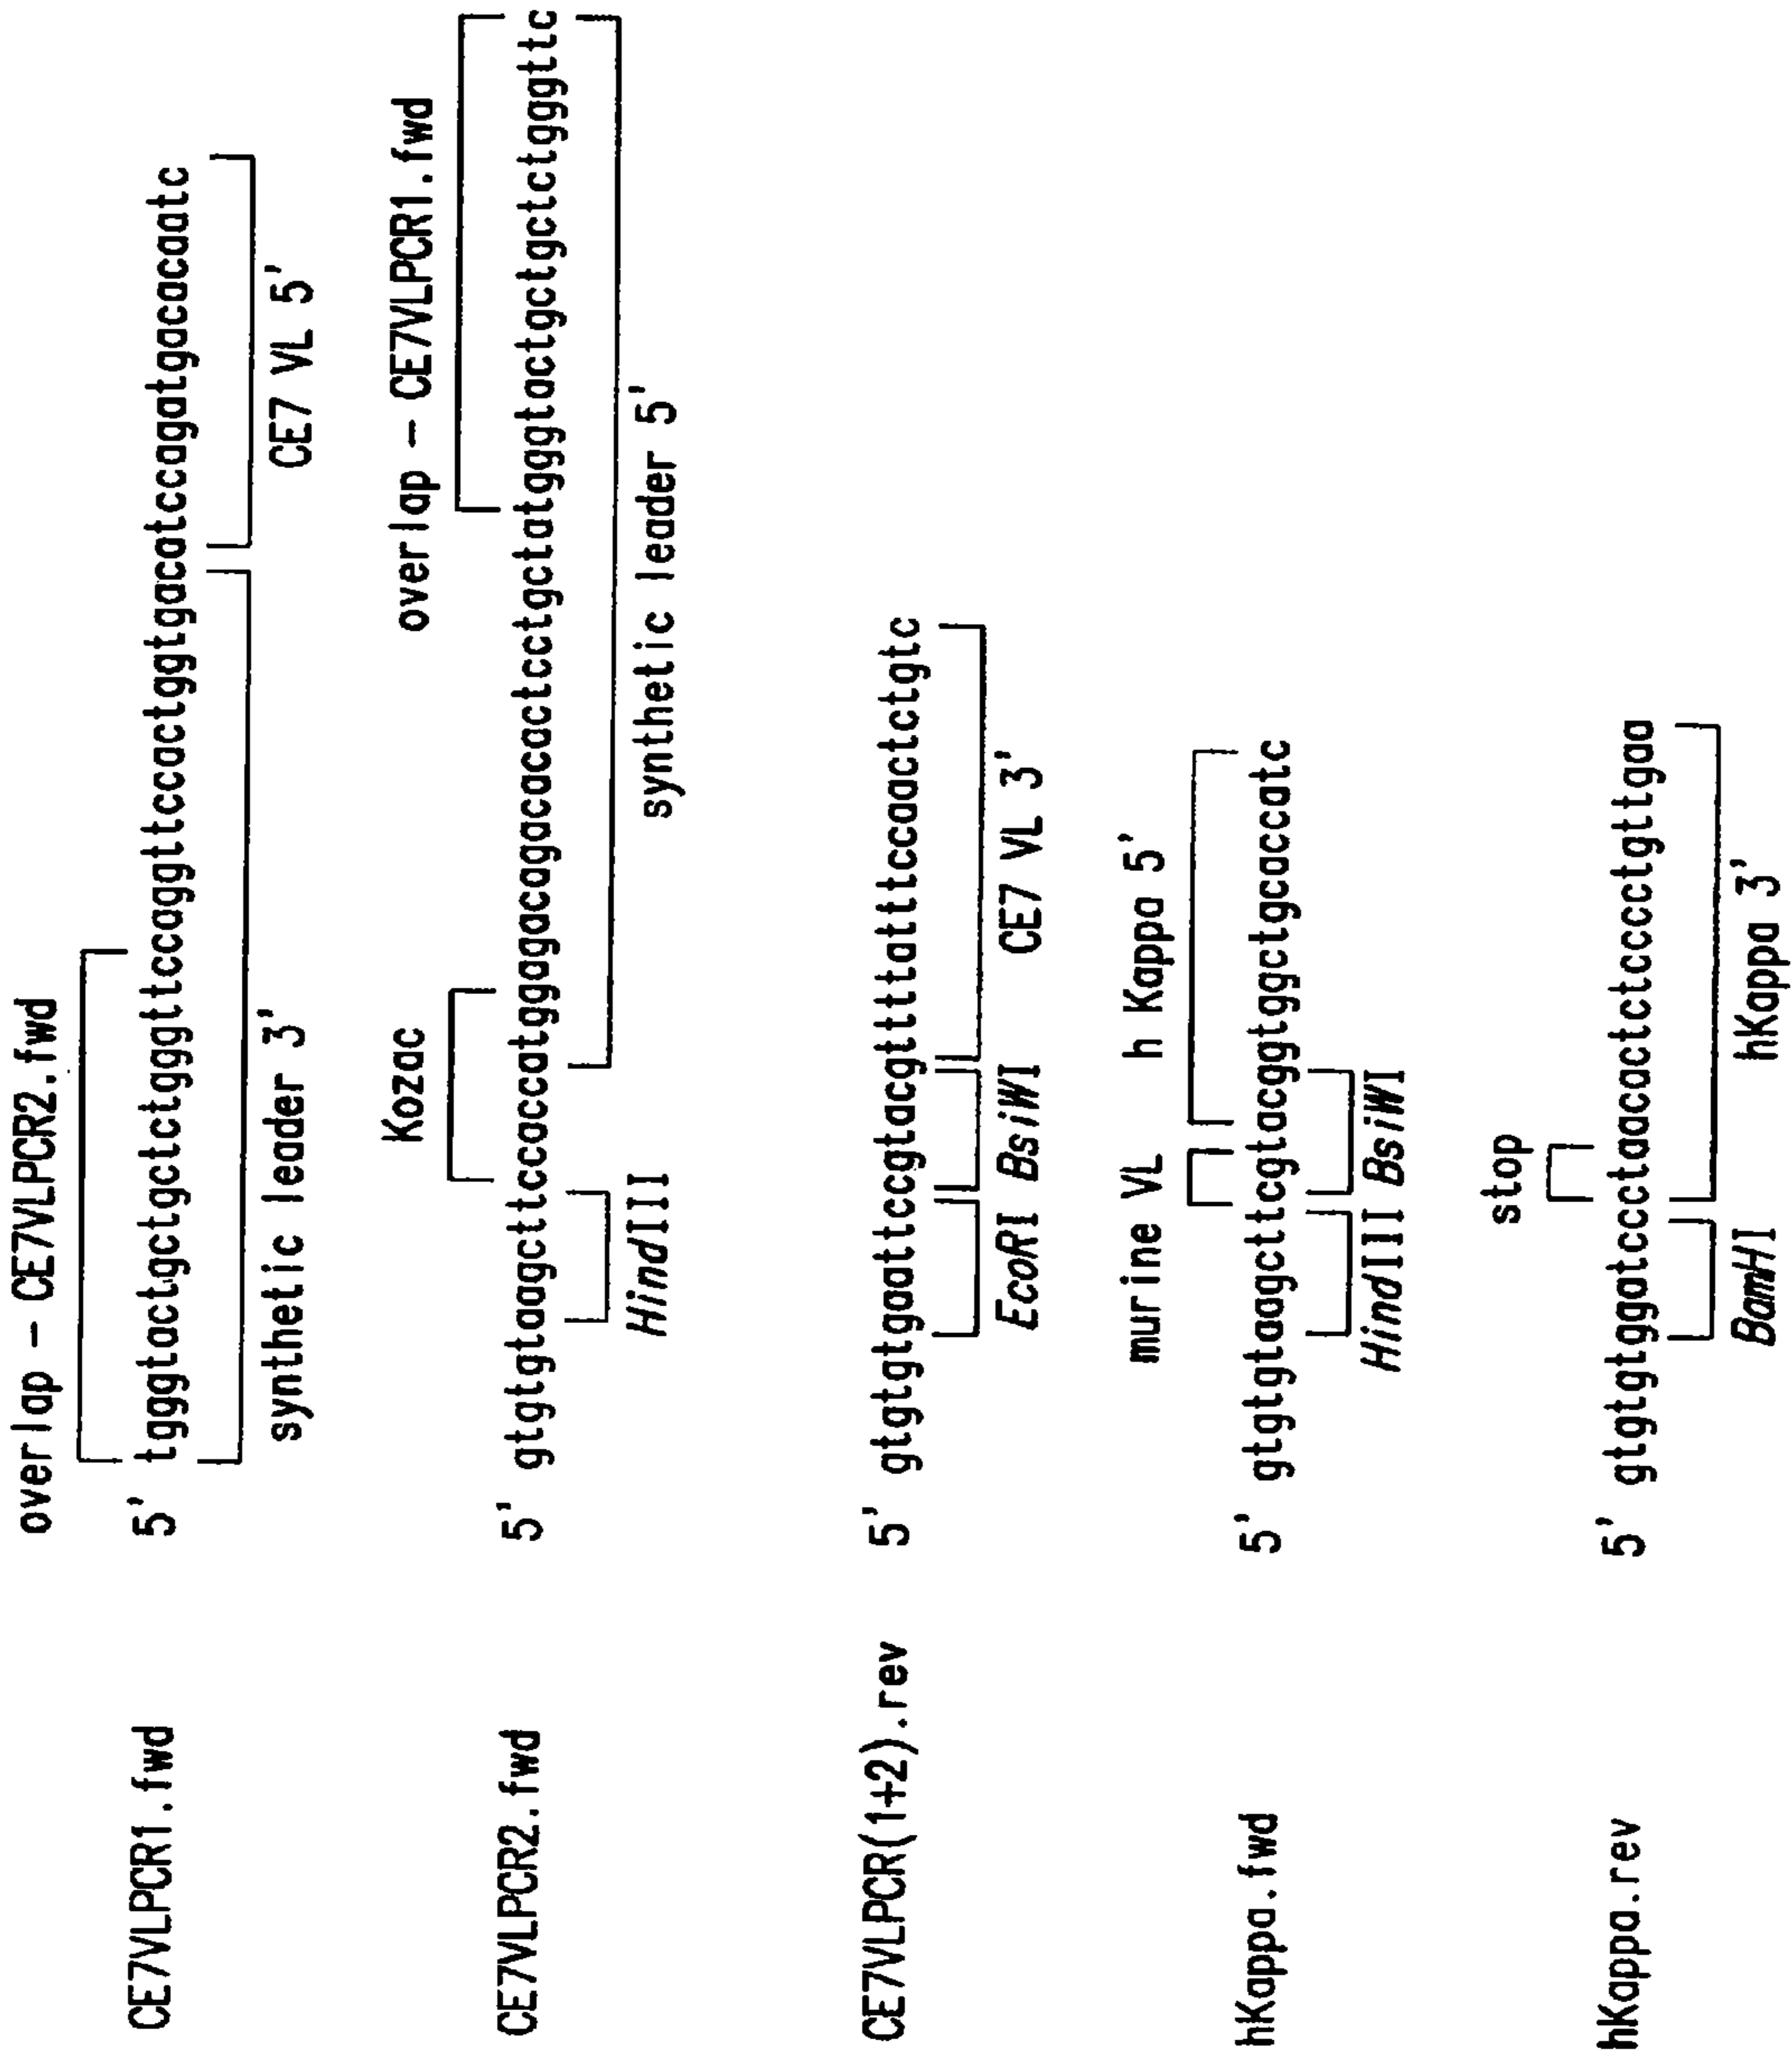 overlap – CE7VLPCR2.fwd
CE7VLPCR1.fwd 5' tgggtactgctgctctgggttccaggttccactggtgacatccagatgacacaatc
synthetic leader 3' CE7 VL 5'
Kozac overlap – CE7VLPCR1.fwd
CE7VLPCR2.fwd 5' gtgtgtaagcttccaccatggagacagacacactcctgctatgggtactgctgctctgggttc
HindIII synthetic leader 5'
CE7VLPCR(1+2).rev 5' gtgtgtgaattccgtacgttttatttccaactctgtc
EcoRI BsiWI CE7 VL 3'
murine VL h Kappa 5'
hKappa.fwd 5' gtgtgtaagcttcgtacggtggctgcaccatc
HindIII BsiWI
stop
hKappa.rev 5' gtgtgtggatccctaacactctcccctgttgaa
BamHI hKappa 3'